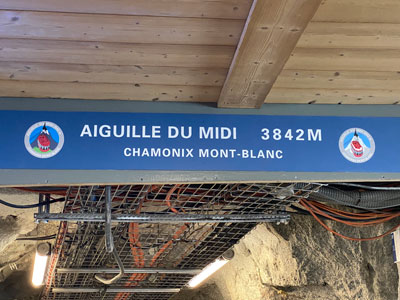 AIGUILLE DU MIDI 3842M
CHAMONIX MONT-BLANC